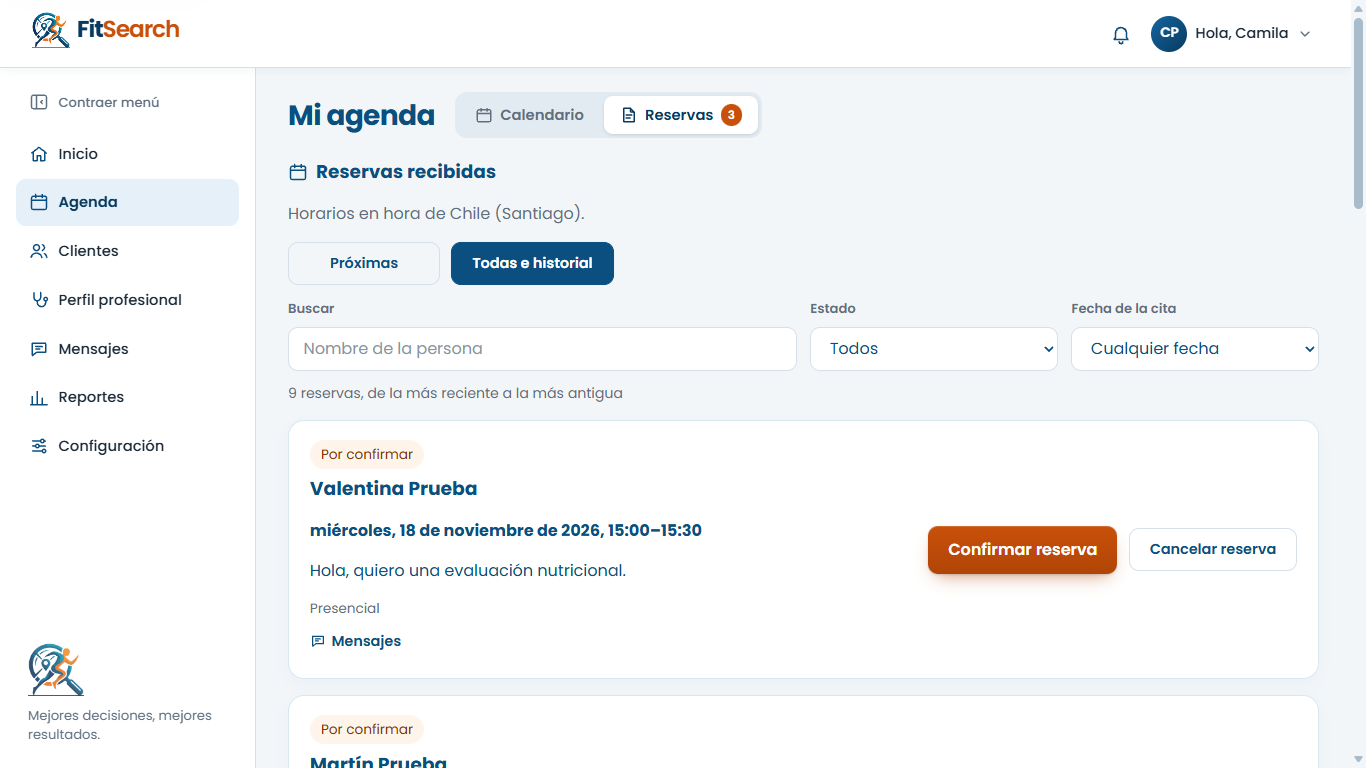 FitSearch
CP
Hola, Camila
Contraer menú
Inicio
Agenda
Clientes
Perfil profesional
Mensajes
Reportes
Configuración
Mejores decisiones, mejores
resultados.
Mi agenda
Calendario
Reservas 3
Reservas recibidas
Horarios en hora de Chile (Santiago).
Próximas
Todas e historial
Buscar
Nombre de la persona
Estado
Todos
Fecha de la cita
Cualquier fecha
9 reservas, de la más reciente a la más antigua
Por confirmar
Valentina Prueba
miércoles, 18 de noviembre de 2026, 15:00–15:30
Hola, quiero una evaluación nutricional.
Presencial
Mensajes
Confirmar reserva
Cancelar reserva
Por confirmar
Martín Prueba